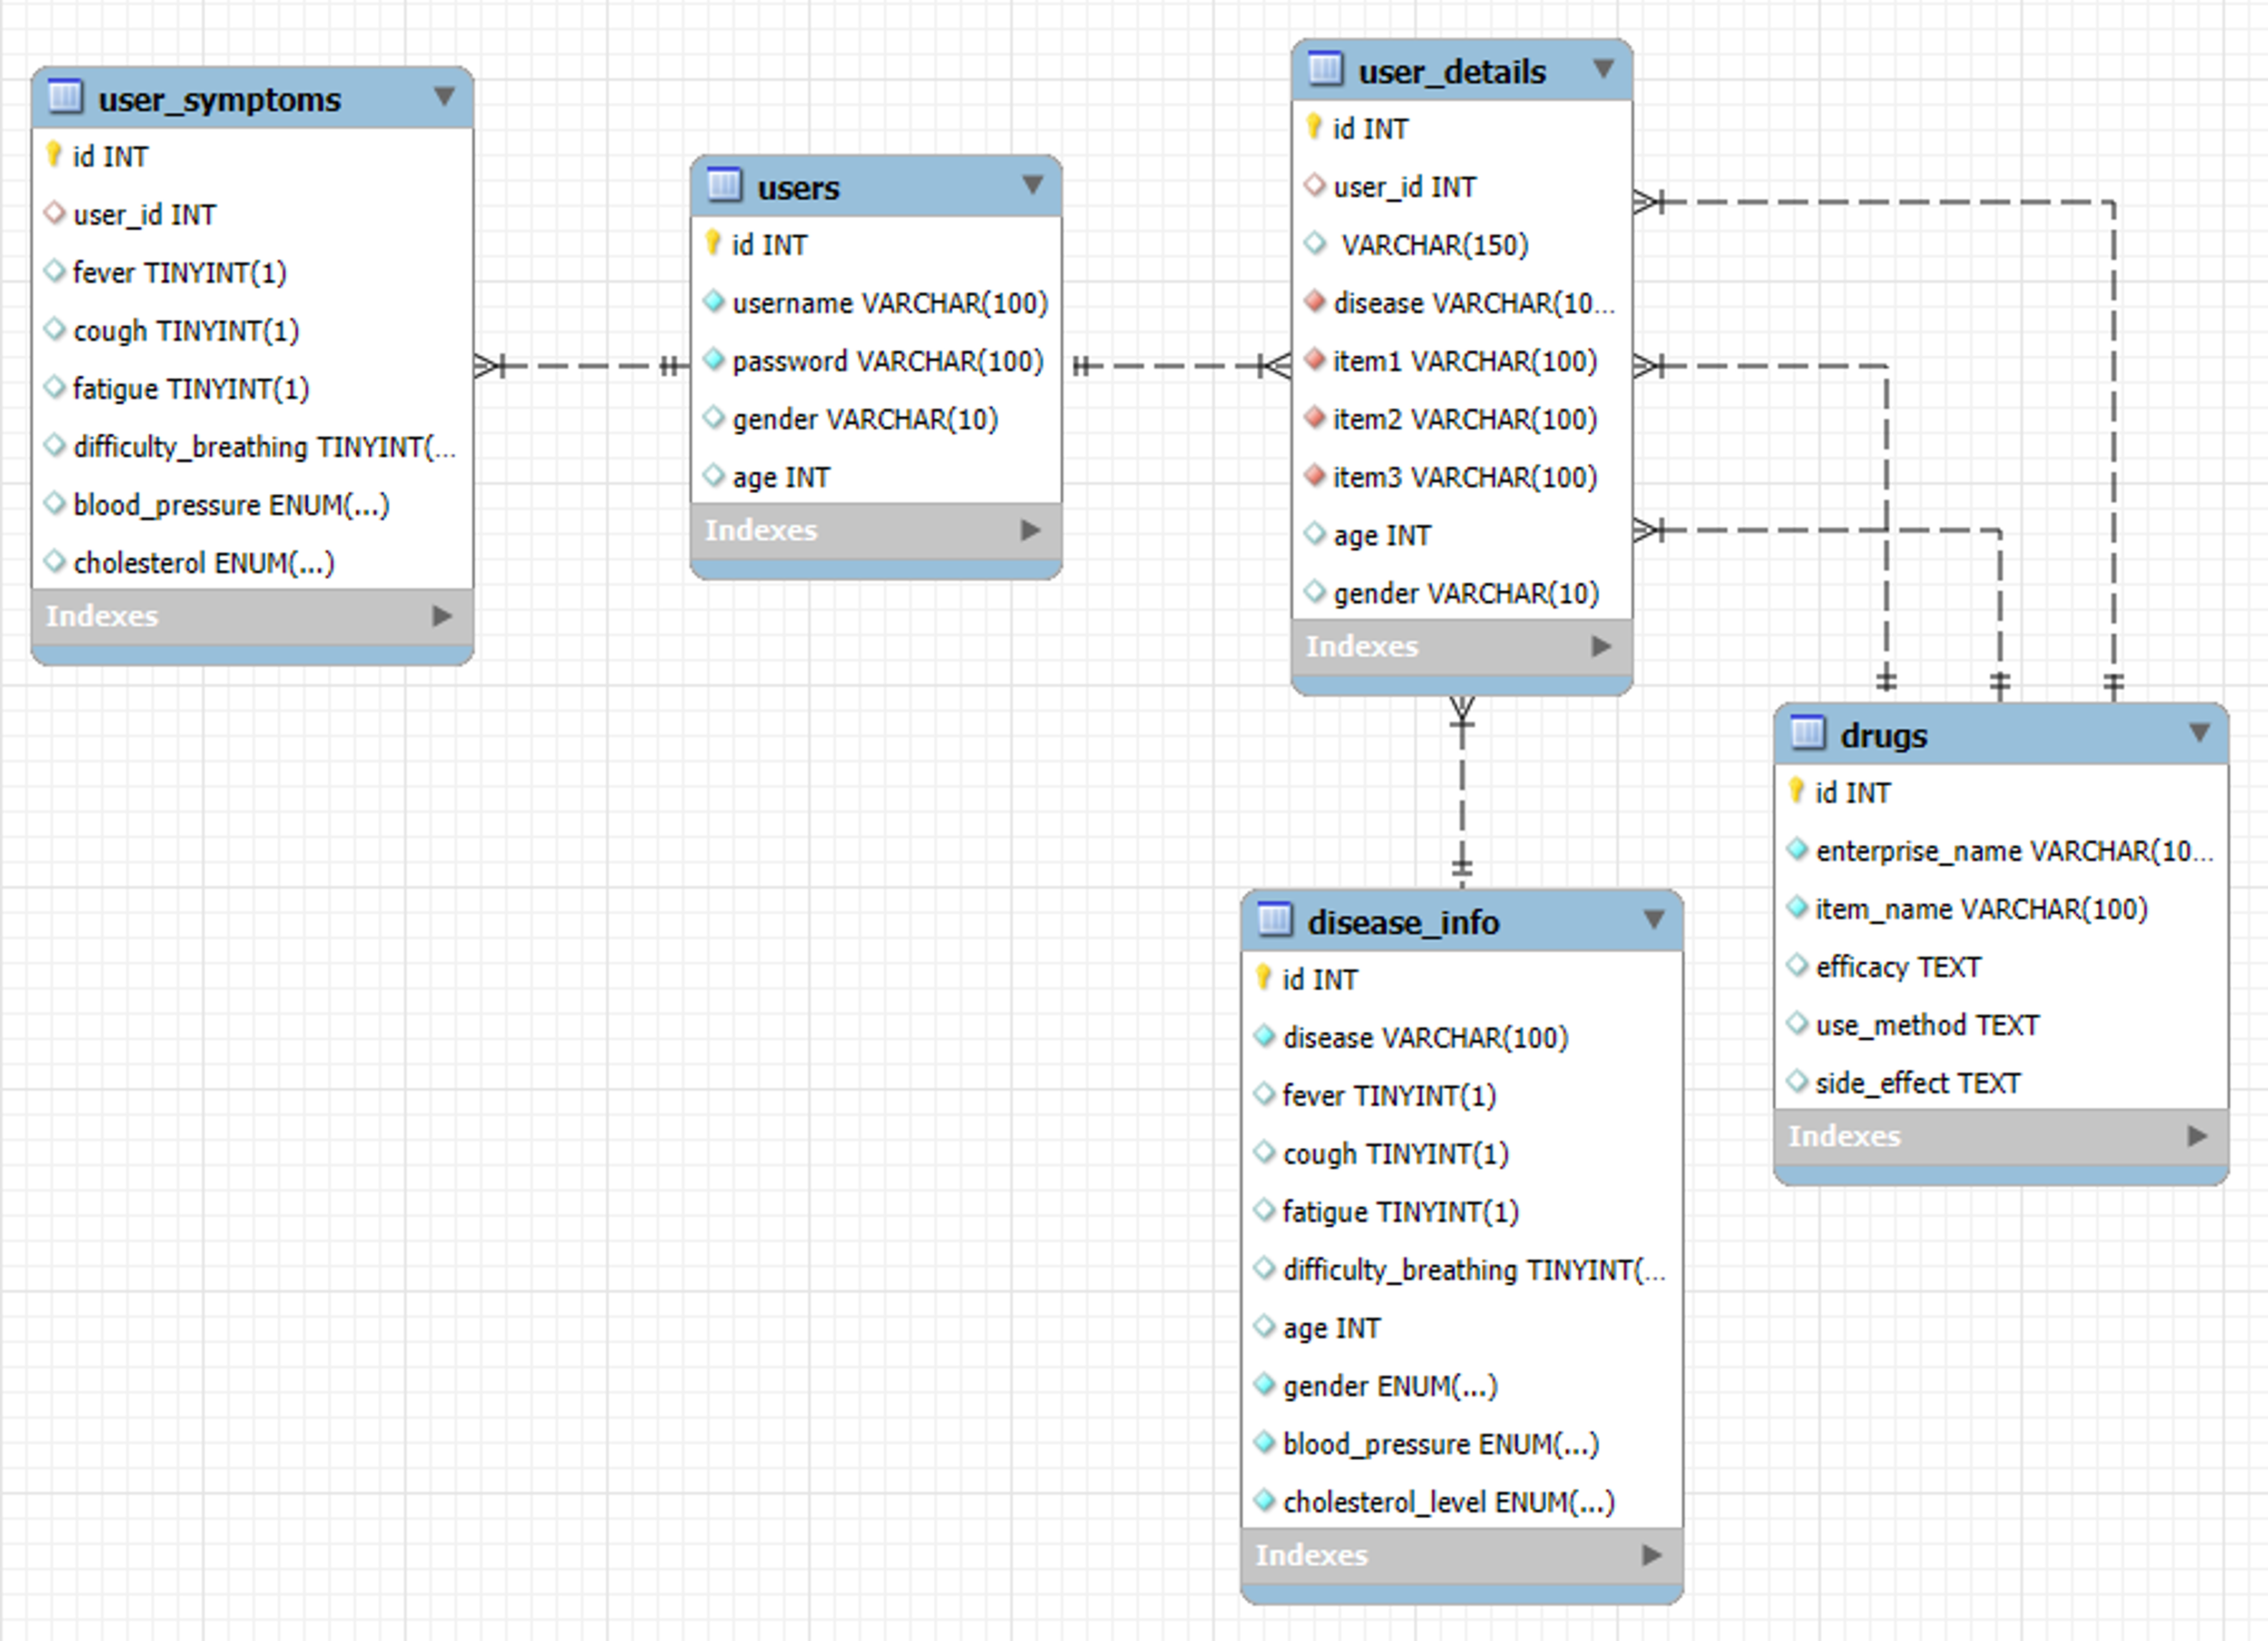 user_symptoms
id INT
user_id INT
fever TINYINT(1)
cough TINYINT(1)
fatigue TINYINT(1)
difficulty_breathing TINYINT(...
blood_pressure ENUM(...)
cholesterol ENUM(...)
Indexes
users
id INT
username VARCHAR(100)
password VARCHAR(100)
gender VARCHAR(10)
age INT
Indexes
user_details
id INT
user_id INT
VARCHAR(150)
disease VARCHAR(10...
item1 VARCHAR(100)
item2 VARCHAR(100)
item3 VARCHAR(100)
age INT
gender VARCHAR(10)
Indexes
drugs
id INT
enterprise_name VARCHAR(10...
item_name VARCHAR(100)
efficacy TEXT
use_method TEXT
side_effect TEXT
Indexes
disease_info
id INT
disease VARCHAR(100)
fever TINYINT(1)
cough TINYINT(1)
fatigue TINYINT(1)
difficulty_breathing TINYINT(...
age INT
gender ENUM(...)
blood_pressure ENUM(...)
cholesterol_level ENUM(...)
Indexes